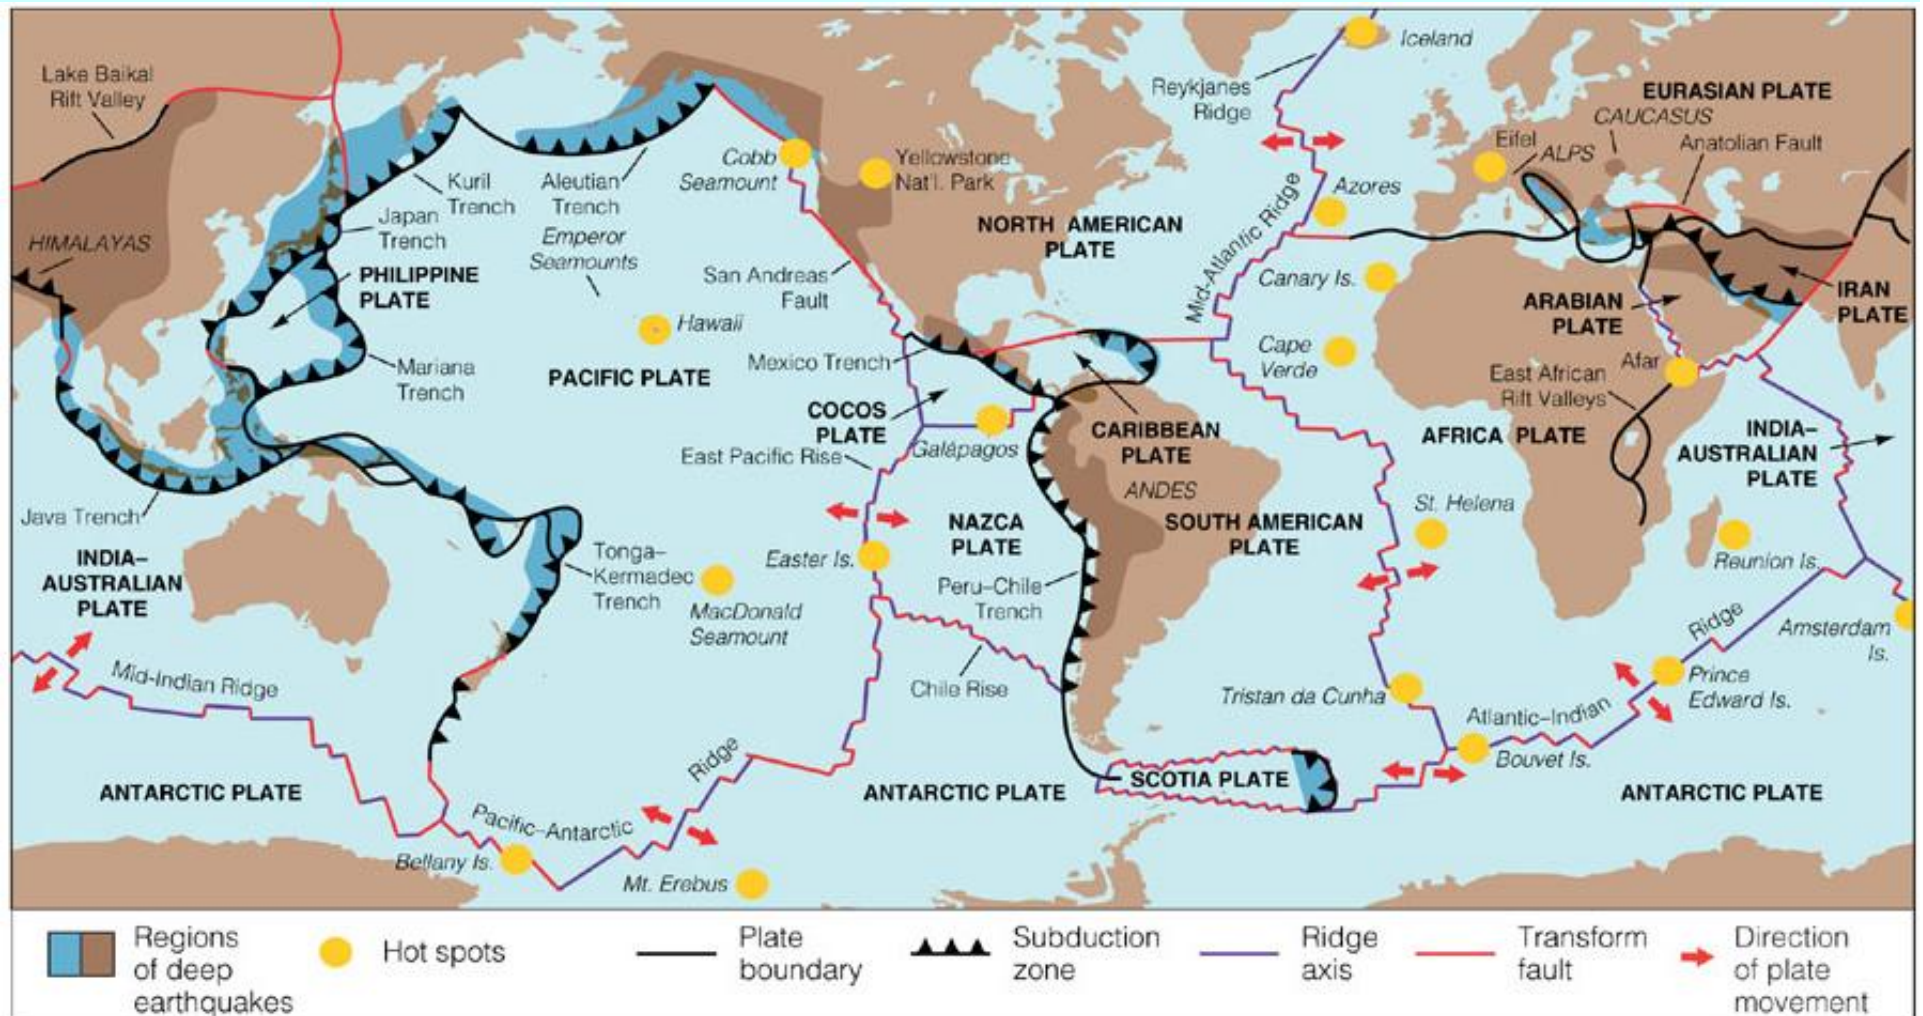 Lake Baikal
Rift Valley
HIMALAYAS
Kuril
Trench
Japan
Trench
Aleutian
Trench
Emperor
Seamounts
PHILIPPINE
PLATE
Mariana
Trench
Hawaii
PACIFIC PLATE
Cobb
Seamount
Yellowstone
Nat'l. Park
San Andreas
Fault
NORTH AMERICAN
PLATE
Mexico Trench
COCOS
PLATE
Galápagos
East Pacific Rise
CARIBBEAN
PLATE
ANDES
NAZCA
PLATE
SOUTH AMERICAN
PLATE
Easter Is.
Peru–Chile
Trench
Chile Rise
Java Trench
INDIA–
AUSTRALIAN
PLATE
Tonga–
Kermadec
Trench
MacDonald
Seamount
Mid-Indian Ridge
ANTARCTIC PLATE
Pacific–Antarctic
Ridge
Bellany Is.
Mt. Erebus
ANTARCTIC PLATE
SCOTIA PLATE
Iceland
Reykjanes
Ridge
Mid-Atlantic Ridge
Azores
Canary Is.
Cape
Verde
EURASIAN PLATE
CAUCASUS
Eifel
ALPS
Anatolian Fault
ARABIAN
PLATE
IRAN
PLATE
Afar
East African
Rift Valleys
AFRICA PLATE
INDIA–
AUSTRALIAN
PLATE
St. Helena
Reunion Is.
Amsterdam
Is.
Tristan da Cunha
Atlantic–Indian
Ridge
Prince
Edward Is.
Bouvet Is.
ANTARCTIC PLATE
Regions
of deep
earthquakes
Hot spots
Plate
boundary
Subduction
zone
Ridge
axis
Transform
fault
Direction
of plate
movement